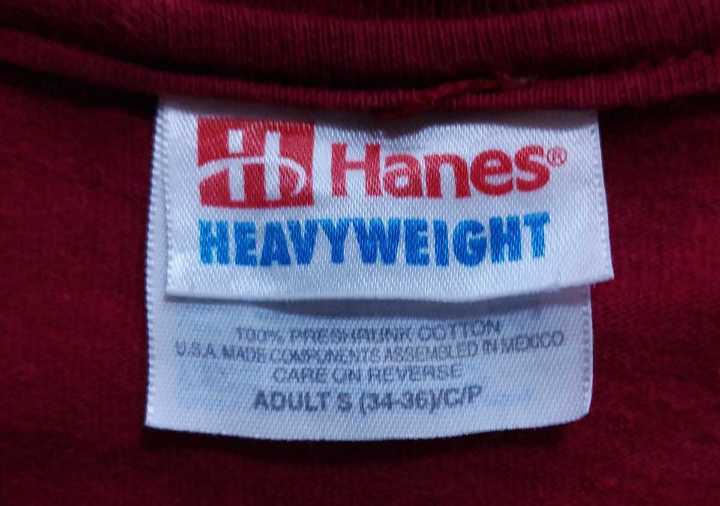 H Hanes®
HEAVYWEIGHT
100% PRESHRUNK COTTON
U.S.A. MADE COMPONENTS ASSEMBLED IN MEXICO
CARE ON REVERSE
ADULT S (34-36)/C/P